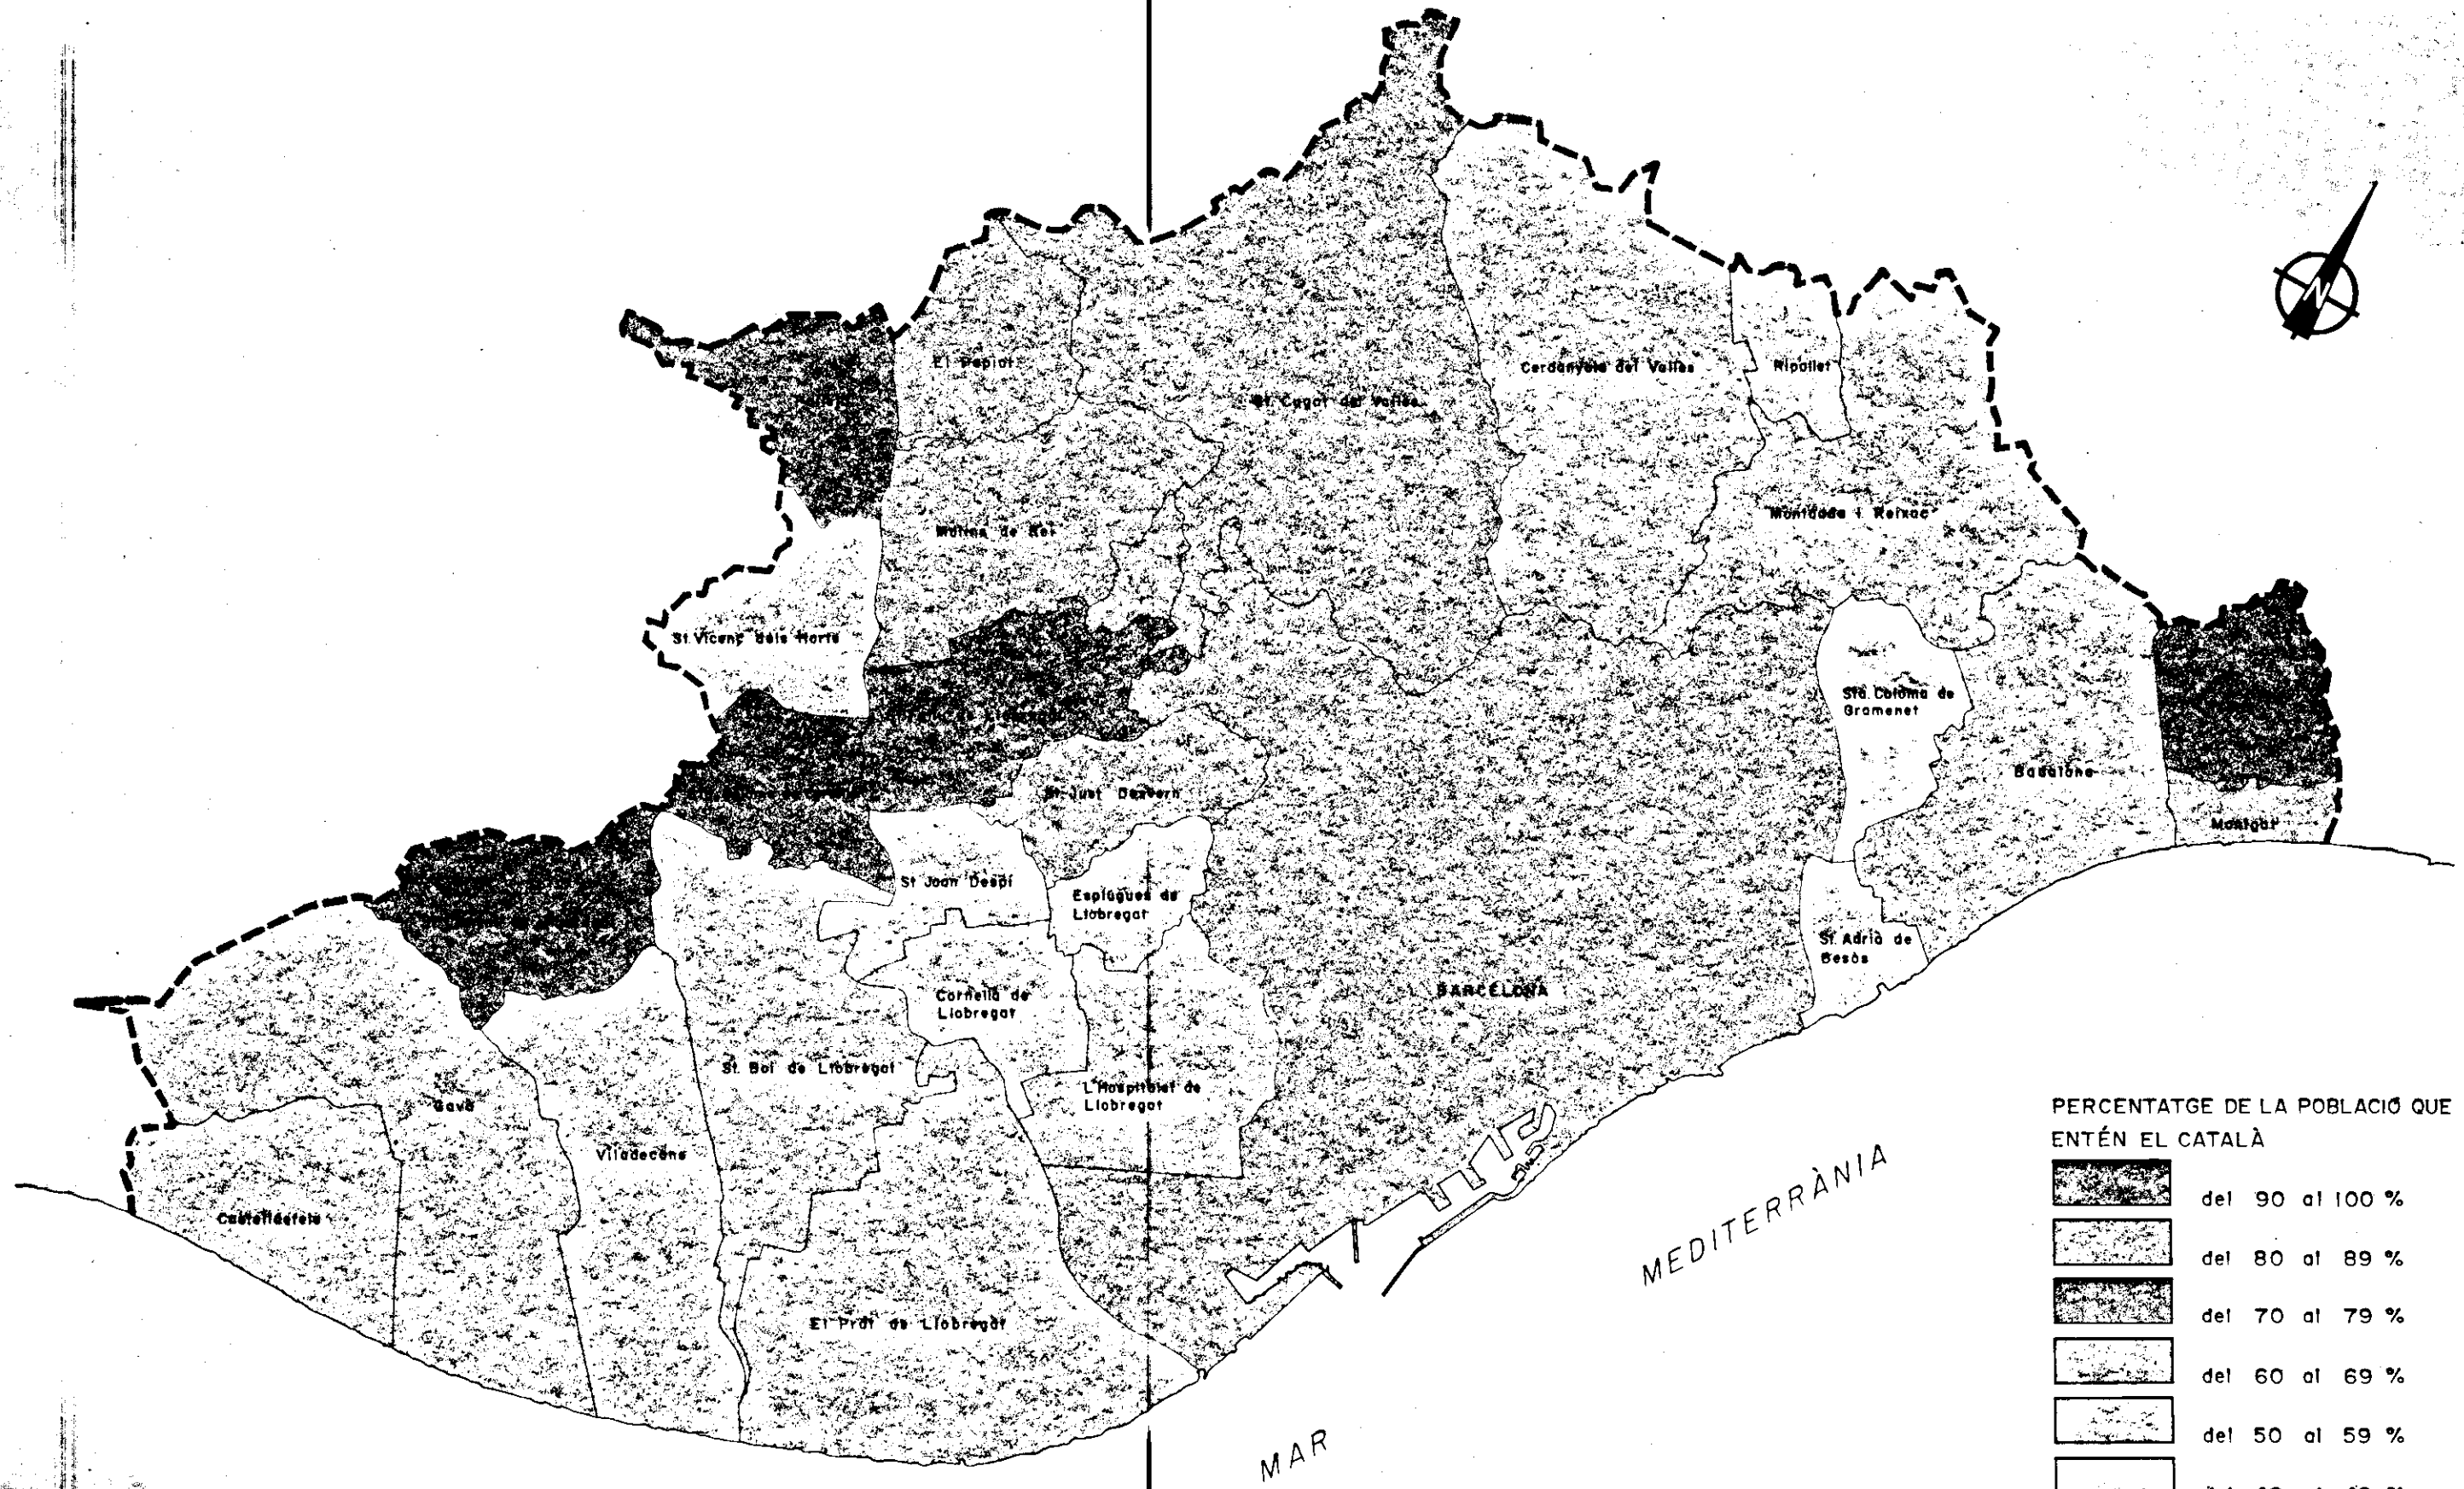 N
El Papiol
St. Cugat del Vallès
Cerdanyola del Vallès
Ripollet
Molins de Rei
Montcada i Reixac
St. Vicenç dels Horts
Sta. Coloma de
Gramenet
Badalona
Montgat
St. Just Desvern
St Joan Despí
Esplugues de
Llobregat
St. Adrià de
Besòs
Cornellà de
Llobregat
BARCELONA
St. Boi de Llobregat
L'Hospitalet de
Llobregat
Gavà
Viladecans
Castelldefels
El Prat de Llobregat
MAR
MEDITERRÀNIA
PERCENTATGE DE LA POBLACIÓ QUE
ENTÉN EL CATALÀ
del 90 al 100 %
del 80 al 89 %
del 70 al 79 %
del 60 al 69 %
del 50 al 59 %